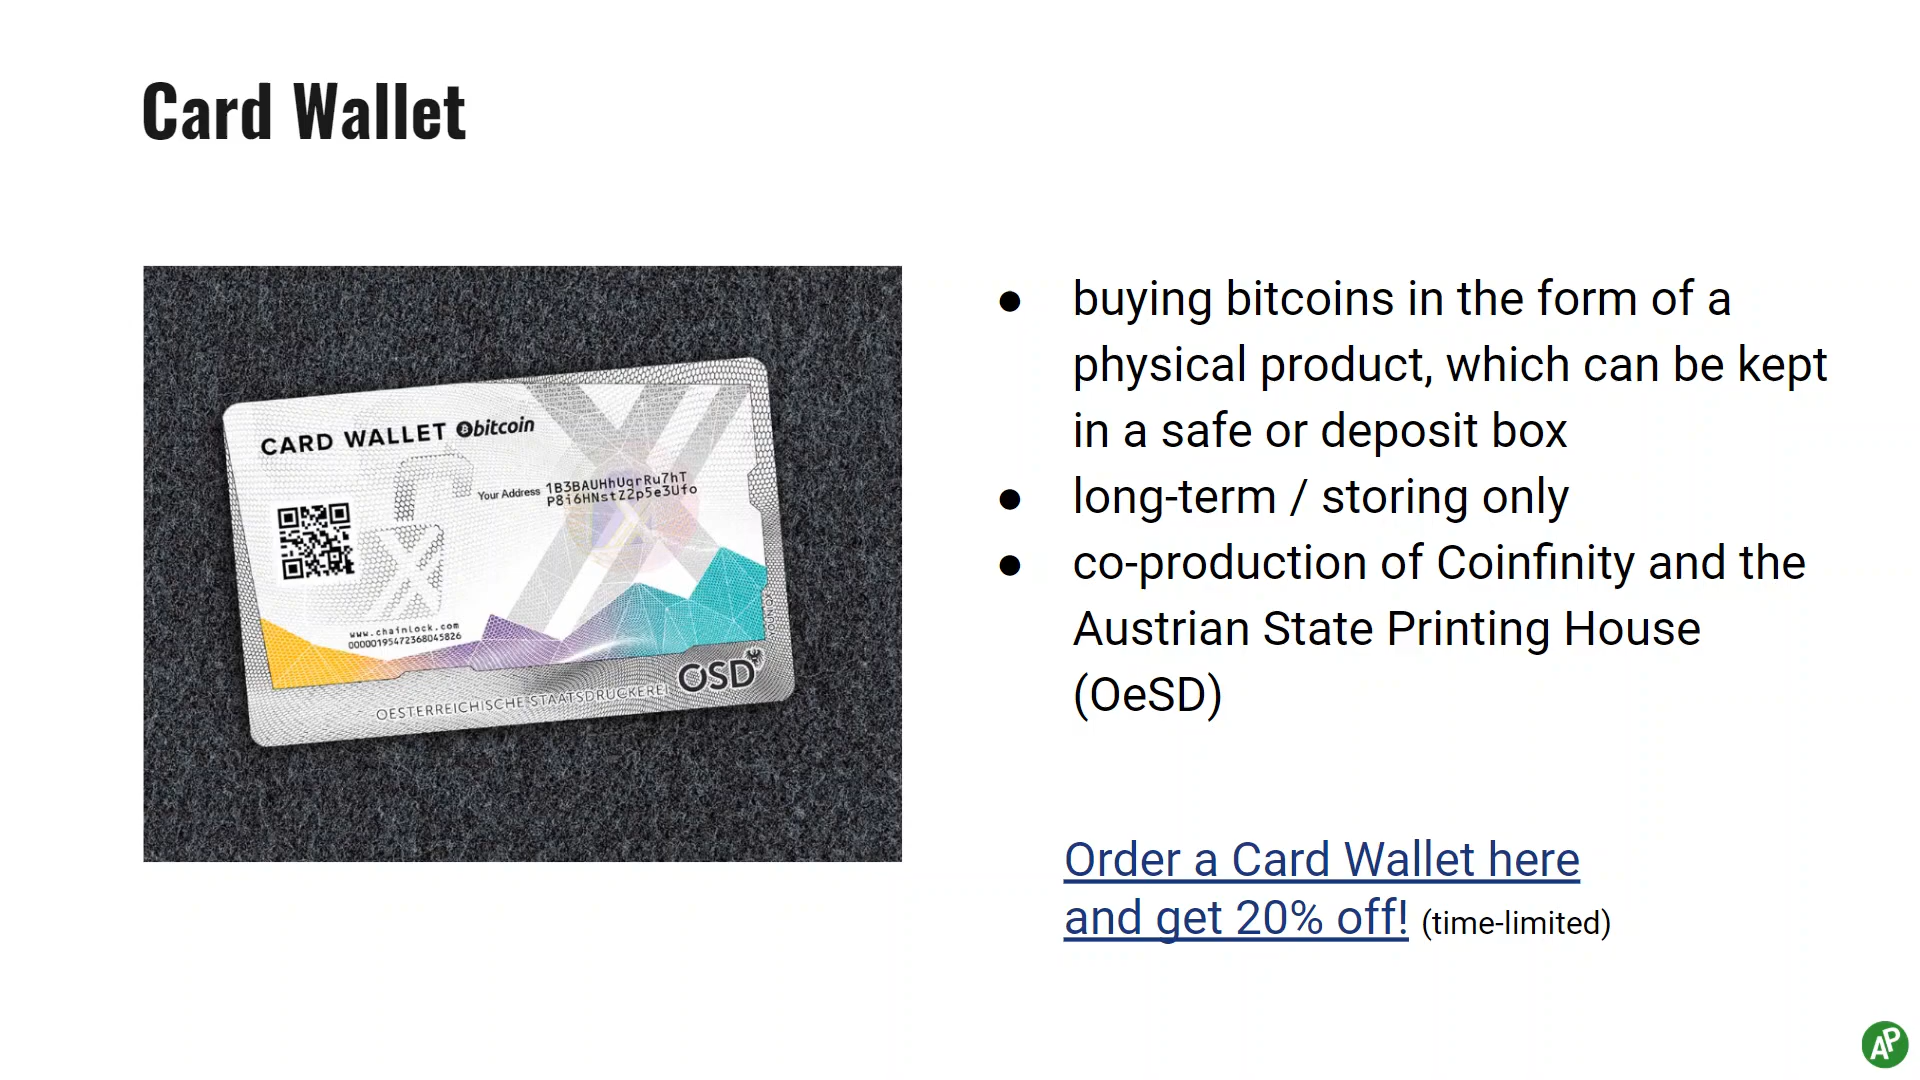 Card Wallet
CARD WALLET bitcoin
Your Address 1B3BAUHhUqrRu7hT
P8i6HNstZ2p5e3Ufo
www.chainlock.com
00000195472368045826
OESTERREICHISCHE STAATSDRUCKEREI OSD
● buying bitcoins in the form of a
physical product, which can be kept
in a safe or deposit box
● long-term / storing only
● co-production of Coinfinity and the
Austrian State Printing House
(OeSD)
Order a Card Wallet here
and get 20% off! (time-limited)
AP